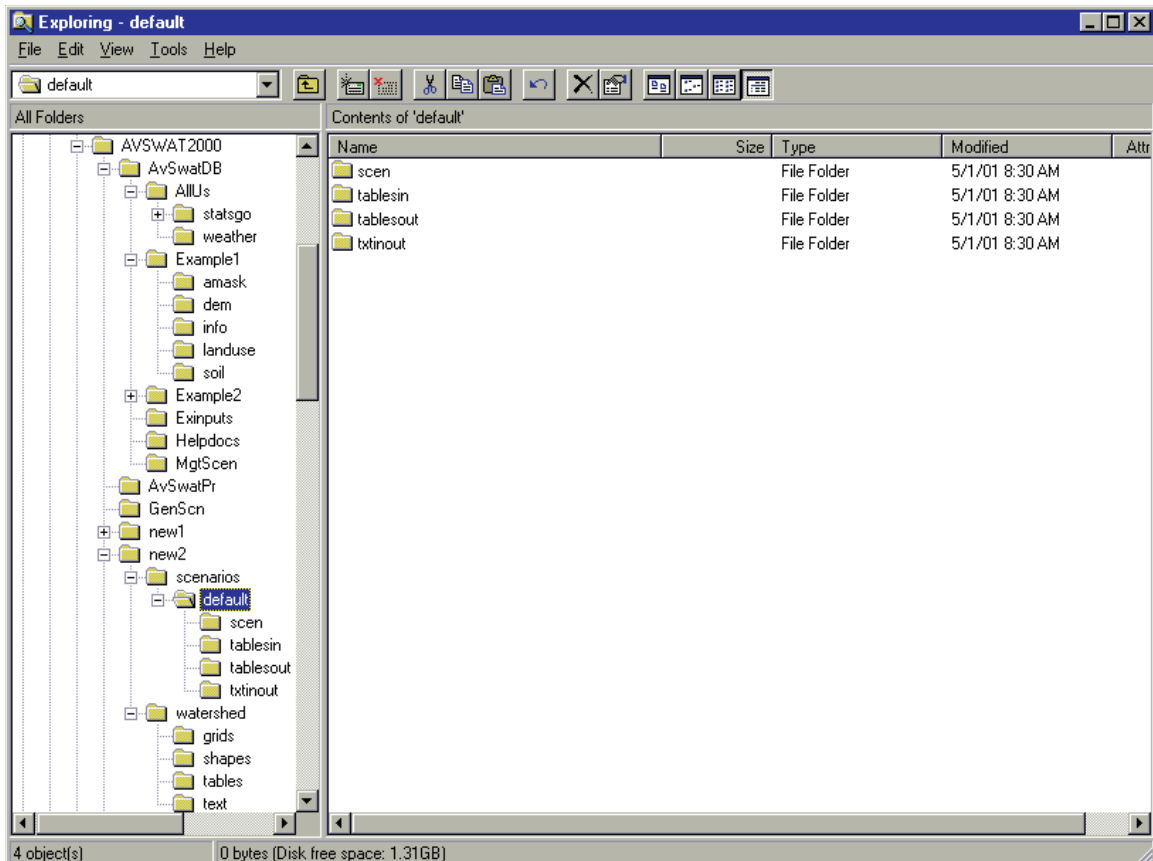 Exploring - default
File Edit View Tools Help
default
All Folders
Contents of 'default'
AVSWAT2000
AvSwatDB
AllUs
statsgo
weather
Example1
amask
dem
info
landuse
soil
Example2
Exinputs
Helpdocs
MgtScen
AvSwatPr
GenScn
new1
new2
scenarios
default
scen
tablesin
tablesout
txtinout
watershed
grids
shapes
tables
text
Name Size Type Modified Attr
scen File Folder 5/1/01 8:30 AM
tablesin File Folder 5/1/01 8:30 AM
tablesout File Folder 5/1/01 8:30 AM
txtinout File Folder 5/1/01 8:30 AM
4 object(s)
0 bytes (Disk free space: 1.31GB)